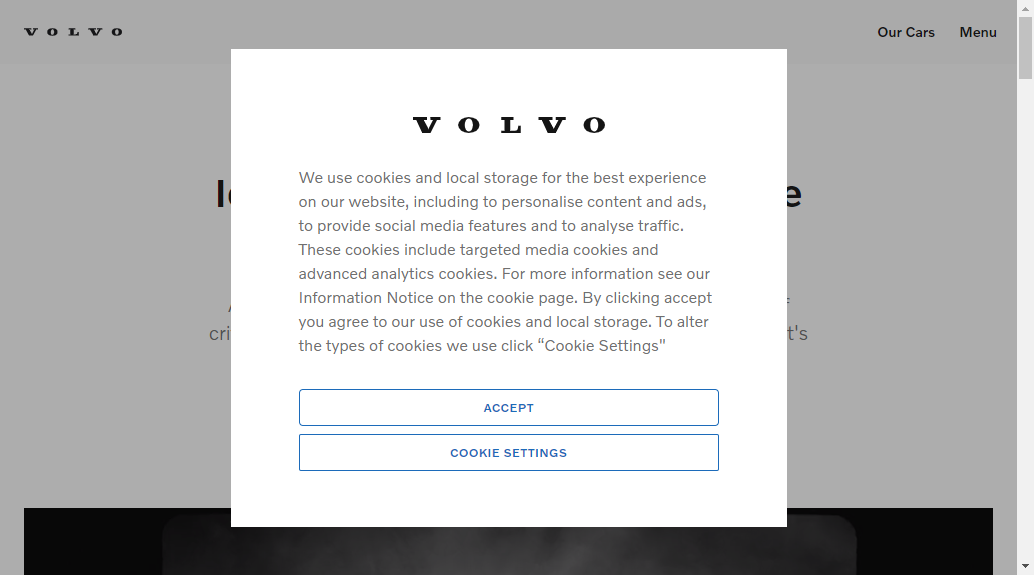 VOLVO
Our Cars
Menu
VOLVO
We use cookies and local storage for the best experience
on our website, including to personalise content and ads,
to provide social media features and to analyse traffic.
These cookies include targeted media cookies and
advanced analytics cookies. For more information see our
Information Notice on the cookie page. By clicking accept
you agree to our use of cookies and local storage. To alter
the types of cookies we use click “Cookie Settings"
ACCEPT
COOKIE SETTINGS